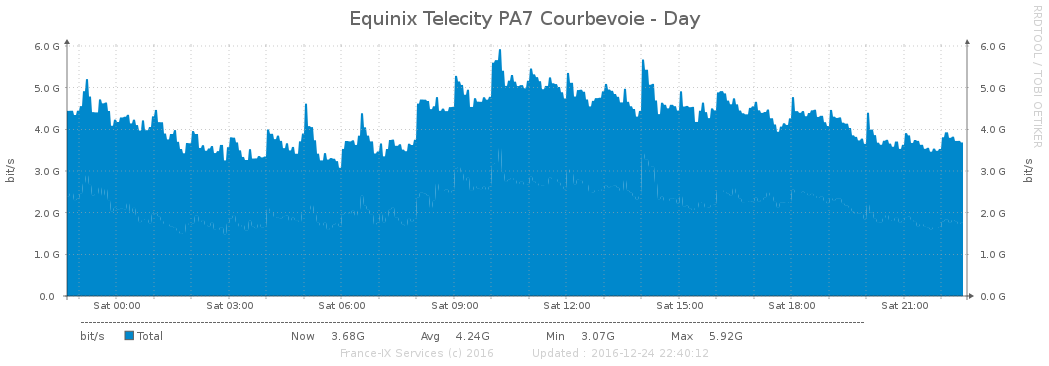 Equinix Telecity PA7 Courbevoie - Day
RRDTOOL / TOBI OETIKER
6.0 G 6.0 G
5.0 G 5.0 G
4.0 G 4.0 G
3.0 G 3.0 G
2.0 G 2.0 G
1.0 G 1.0 G
0.0 0.0 G
bit/s bit/s
Sat 00:00 Sat 03:00 Sat 06:00 Sat 09:00 Sat 12:00 Sat 15:00 Sat 18:00 Sat 21:00
bit/s Total Now 3.68G Avg 4.24G Min 3.07G Max 5.92G
France-IX Services (c) 2016 Updated : 2016-12-24 22:40:12